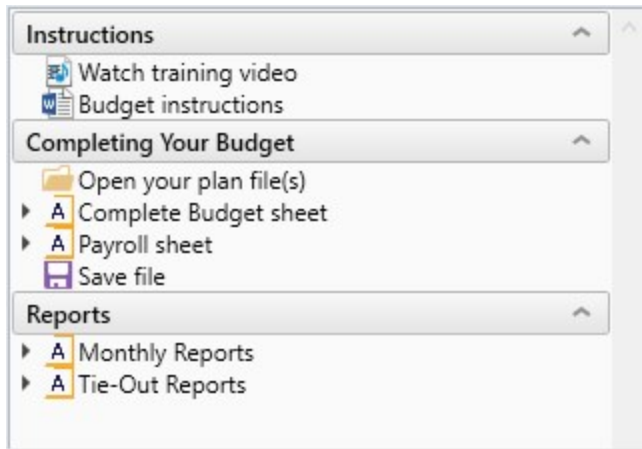 Instructions
Watch training video
Budget instructions
Completing Your Budget
Open your plan file(s)
A Complete Budget sheet
A Payroll sheet
Save file
Reports
A Monthly Reports
A Tie-Out Reports